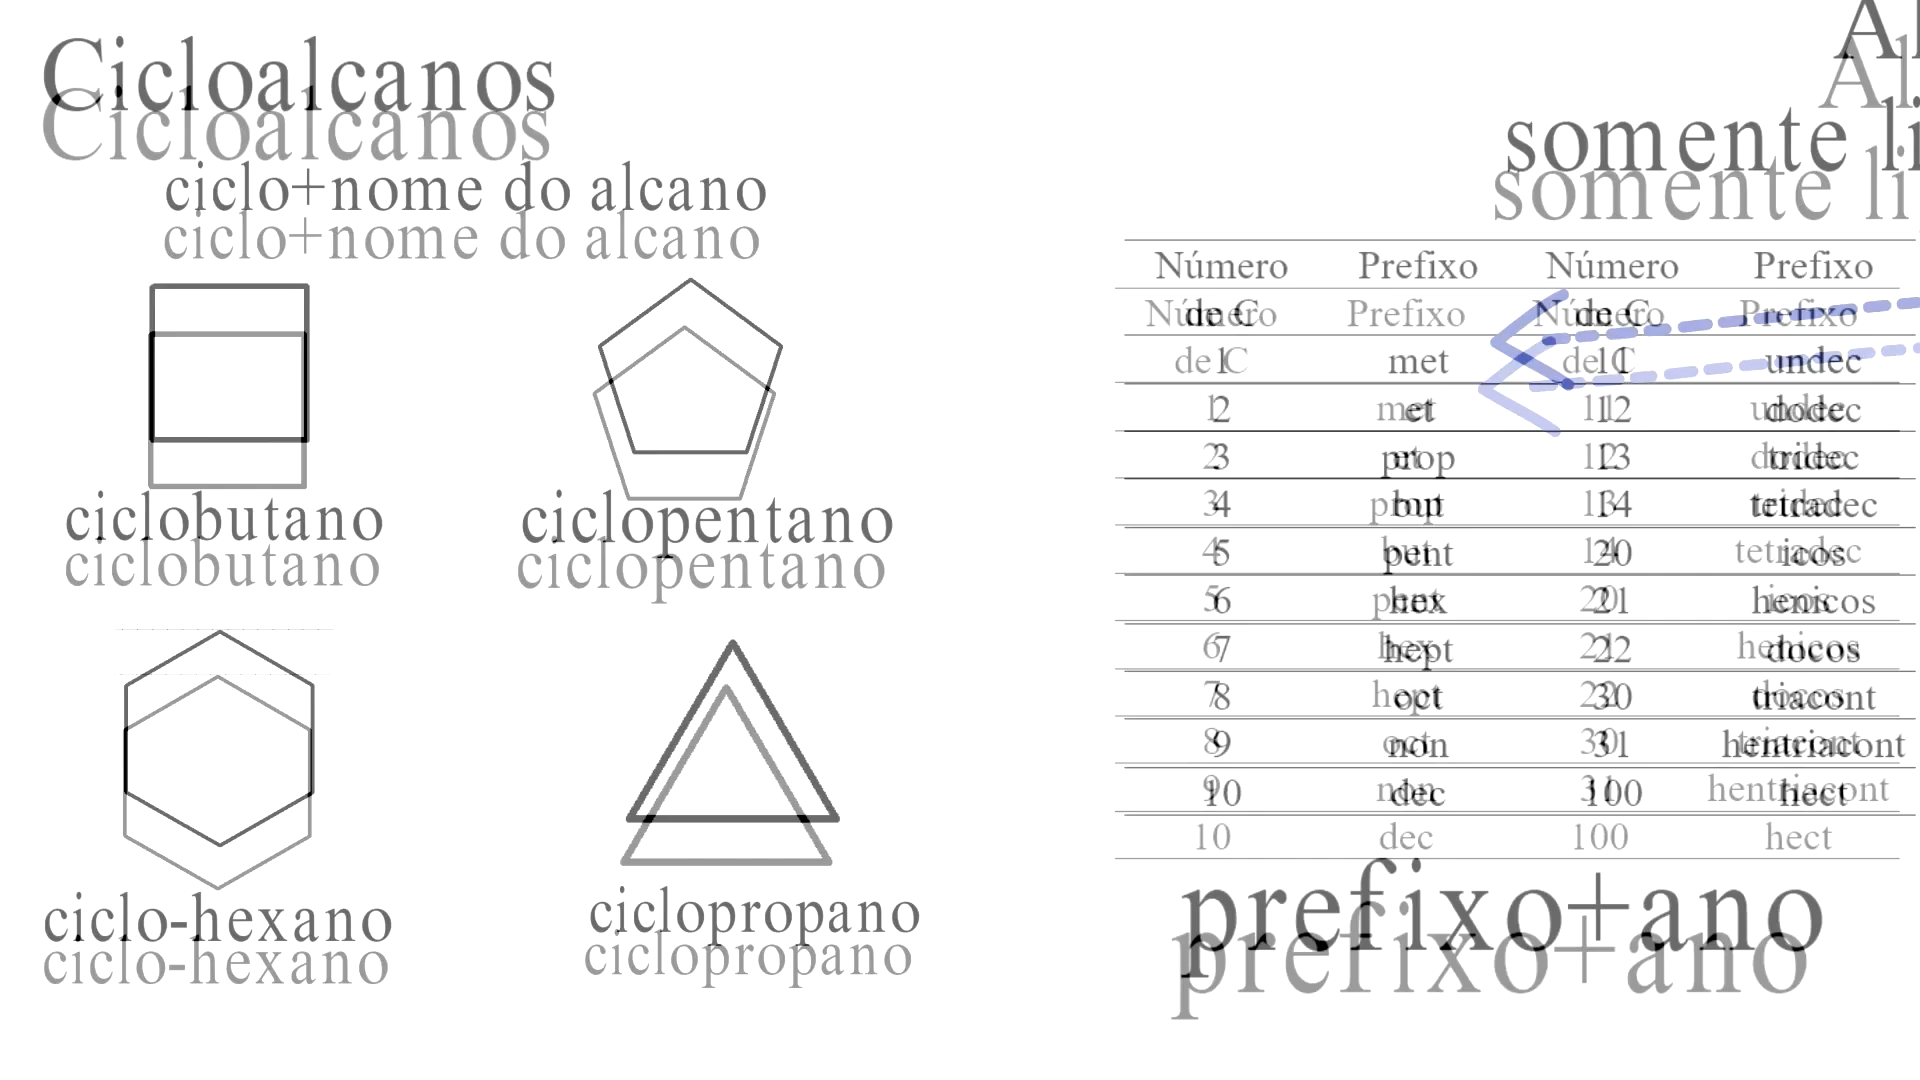 Cicloalcanos
ciclo+nome do alcano
ciclobutano
ciclopentano
ciclo-hexano
ciclopropano
somente
Número Prefixo Número Prefixo
de C de C
1 met 11 undec
2 et 12 dodec
3 prop 13 tridec
4 but 14 tetradec
5 pent 20 icos
6 hex 21 henicos
7 hept 22 docos
8 oct 30 triacont
9 non 31 hentriacont
10 dec 100 hect
prefixo+ano